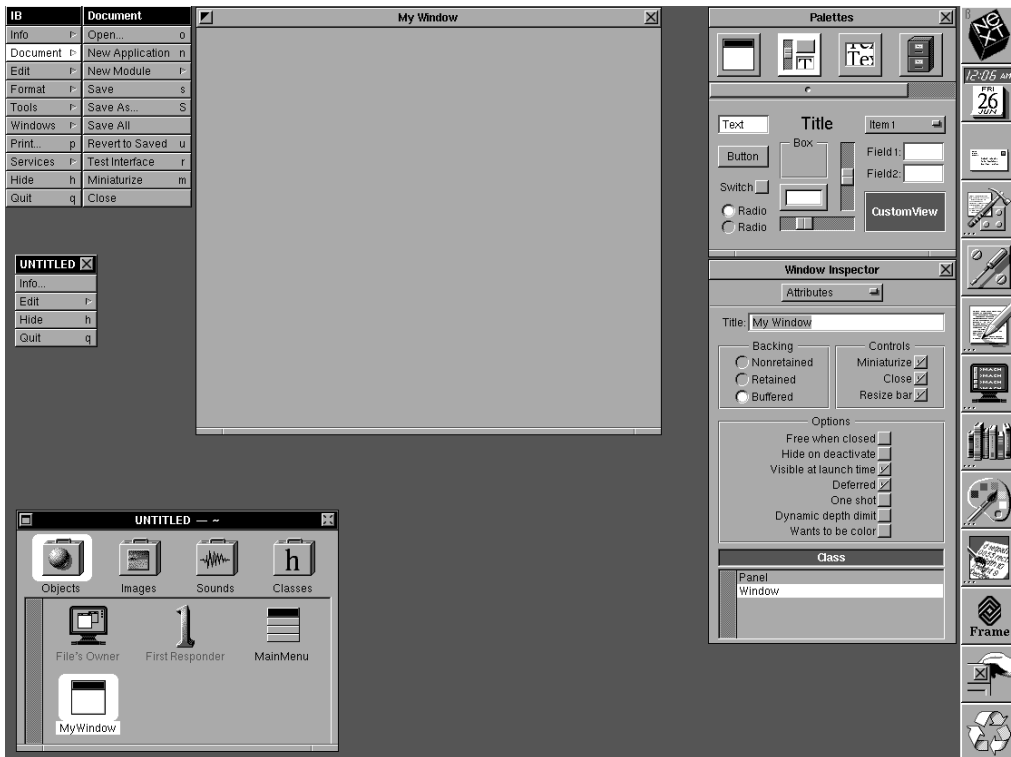 IB
Info
Document
Edit
Format
Tools
Windows
Print... p
Services
Hide h
Quit q
Document
Open... o
New Application n
New Module
Save s
Save As... S
Save All
Revert to Saved u
Test Interface r
Miniaturize m
Close
My Window
UNTITLED
Info...
Edit
Hide h
Quit q
UNTITLED — ~
Objects
Images
Sounds
h
Classes
File's Owner
1
First Responder
MainMenu
MyWindow
Palettes
Text
Title
Item1
Button
Box
Field1:
Field2:
Switch
Radio
Radio
CustomView
Window Inspector
Attributes
Title: My Window
Backing
Nonretained
Retained
Buffered
Controls
Miniaturize
Close
Resize bar
Options
Free when closed
Hide on deactivate
Visible at launch time
Deferred
One shot
Dynamic depth dimit
Wants to be color
Class
Panel
Window
NeXT
12:06 AM
FRI
26
JUN
Frame